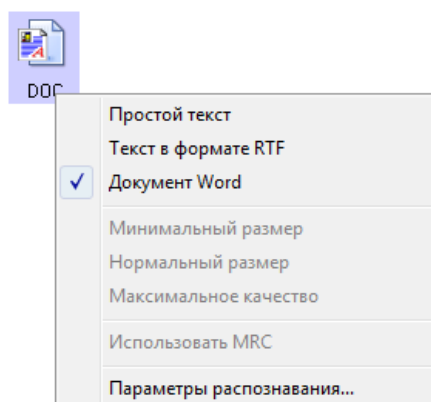 DOC
Простой текст
Текст в формате RTF
Документ Word
Минимальный размер
Нормальный размер
Максимальное качество
Использовать MRC
Параметры распознавания...